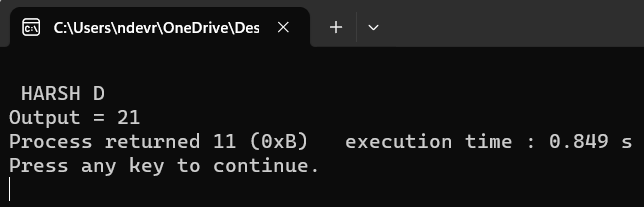 C:\Users\ndevr\OneDrive\Des
HARSH D
Output = 21
Process returned 11 (0xB)   execution time : 0.849 s
Press any key to continue.